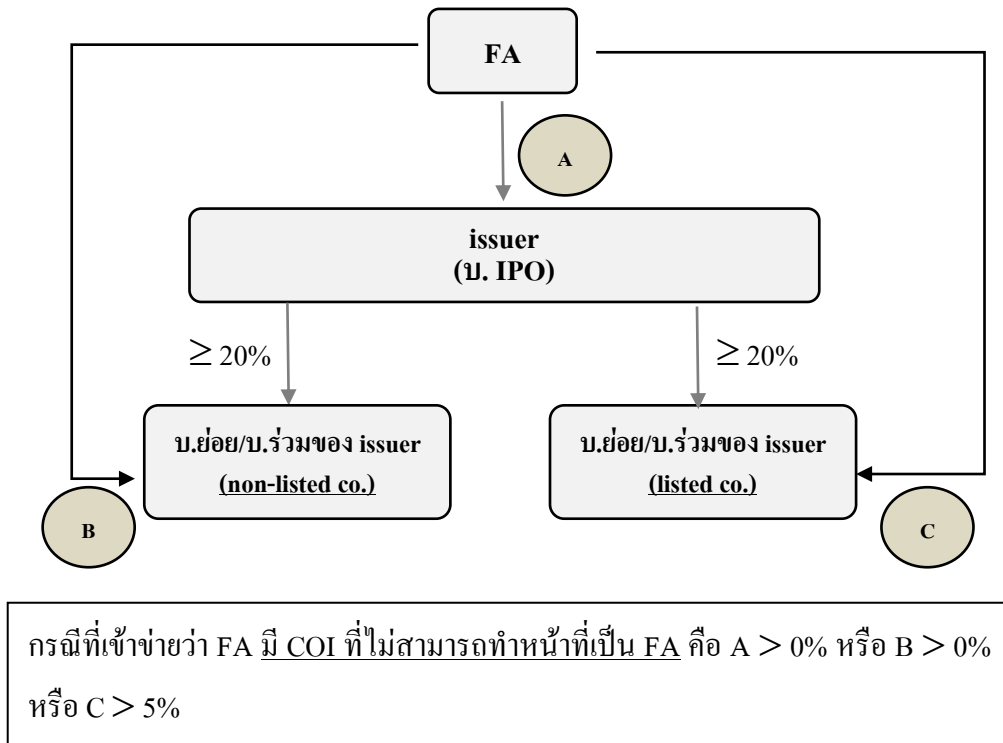 FA
A
issuer
(บ. IPO)
≥ 20%
≥ 20%
บ.ย่อย/บ.ร่วมของ issuer
(non-listed co.)
บ.ย่อย/บ.ร่วมของ issuer
(listed co.)
B
C
กรณีที่เข้าข่ายว่า FA มี COI ที่ไม่สามารถทำหน้าที่เป็น FA คือ A > 0% หรือ B > 0%
หรือ C > 5%